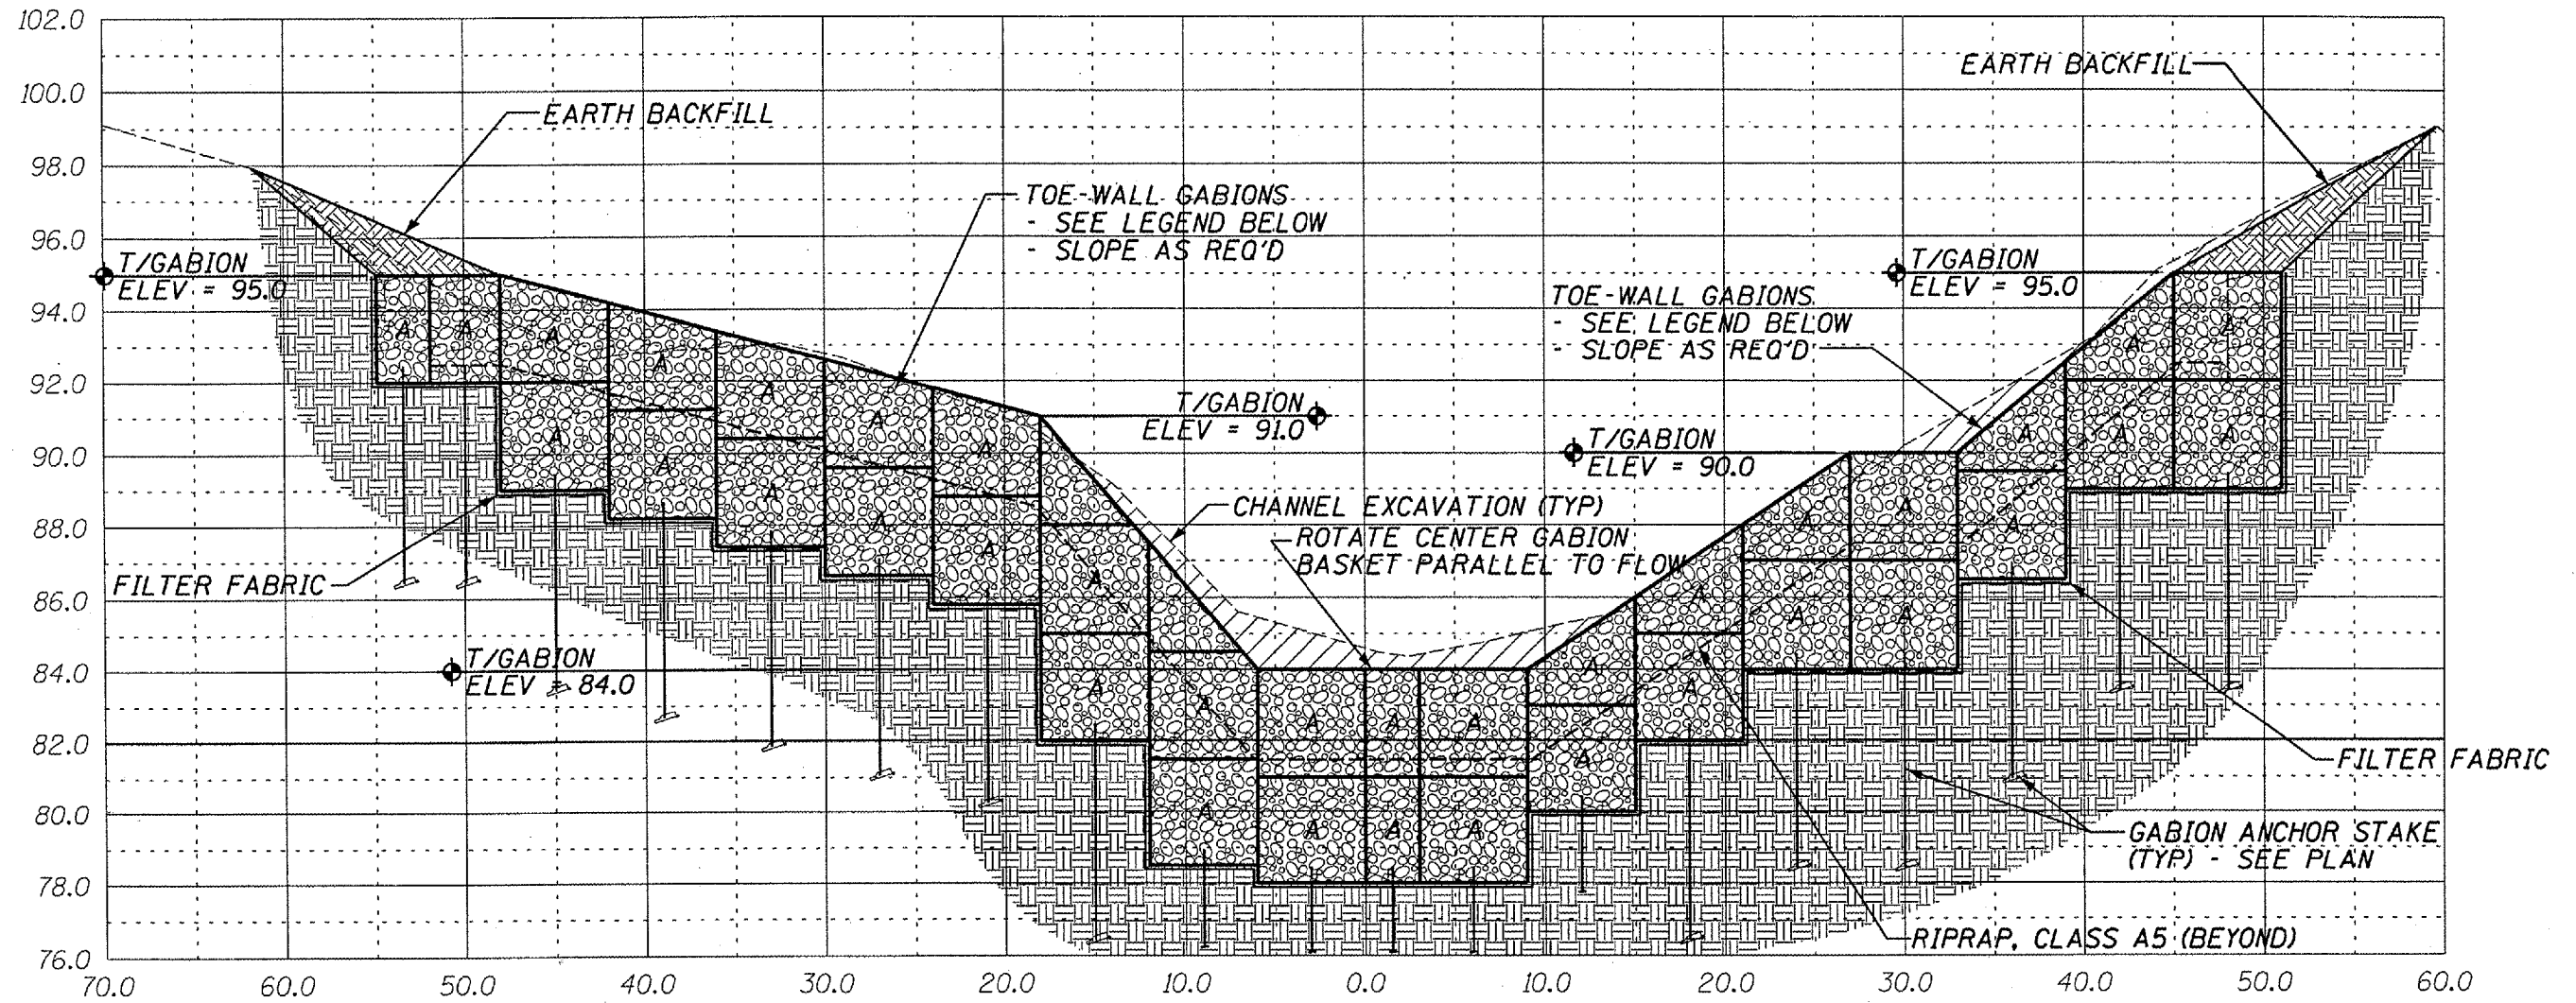 102.0
100.0
98.0
96.0
94.0
92.0
90.0
88.0
86.0
84.0
82.0
80.0
78.0
76.0
70.0 60.0 50.0 40.0 30.0 20.0 10.0 0.0 10.0 20.0 30.0 40.0 50.0 60.0
EARTH BACKFILL
EARTH BACKFILL
TOE-WALL GABIONS
- SEE LEGEND BELOW
- SLOPE AS REQ'D
T/GABION
ELEV = 95.0
T/GABION
ELEV = 95.0
TOE-WALL GABIONS
- SEE LEGEND BELOW
- SLOPE AS REQ'D
T/GABION
ELEV = 91.0
T/GABION
ELEV = 90.0
CHANNEL EXCAVATION (TYP)
ROTATE CENTER GABION
BASKET PARALLEL TO FLOW
FILTER FABRIC
T/GABION
ELEV = 84.0
FILTER FABRIC
GABION ANCHOR STAKE
(TYP) - SEE PLAN
RIPRAP, CLASS A5 (BEYOND)
A A A A A A A A A A A A A A A A A A A A A A A A A A A A A A A A A A A A